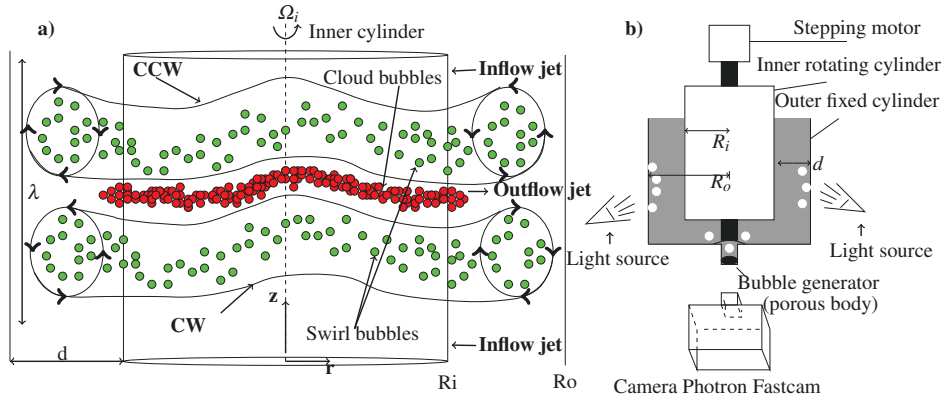 a)
Ω_i
Inner cylinder
CCW
Cloud bubbles
Inflow jet
λ
Outflow jet
CW
z
Swirl bubbles
Inflow jet
d
r
Ri
Ro
b)
Stepping motor
Inner rotating cylinder
Outer fixed cylinder
R_i
d
R_o
Light source
Light source
Bubble generator
(porous body)
Camera Photron Fastcam